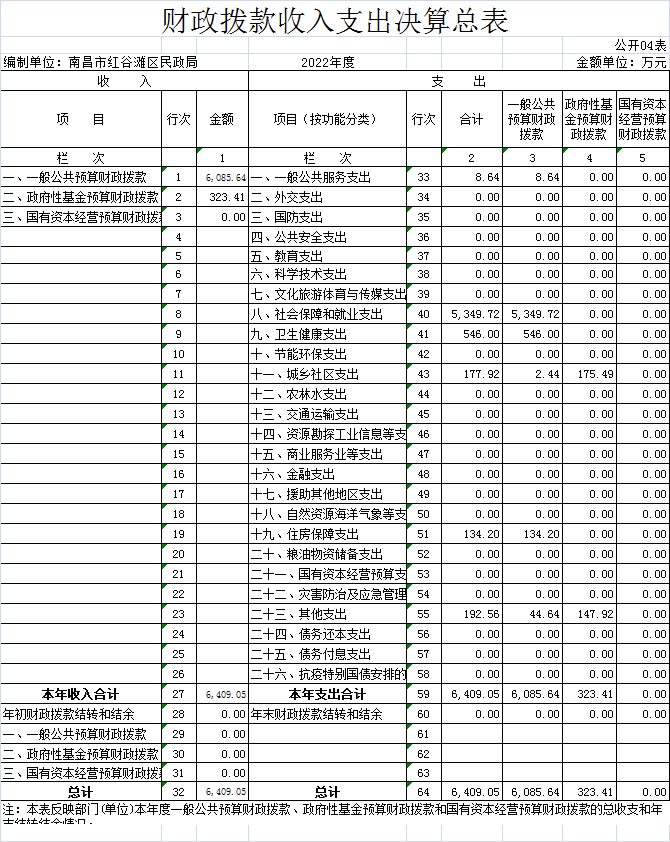 财政拨款收入支出决算总表
公开04表
编制单位：南昌市红谷滩区民政局 2022年度 金额单位：万元
收 入 支 出
项 目 行次 金额 项目（按功能分类） 行次 合计 一般公共预算财政拨款 政府性基金预算财政拨款 国有资本经营预算财政拨款
栏 次 1 栏 次 2 3 4 5
一、一般公共预算财政拨款 1 6,085.64 一、一般公共服务支出 33 8.64 8.64 0.00 0.00
二、政府性基金预算财政拨款 2 323.41 二、外交支出 34 0.00 0.00 0.00 0.00
三、国有资本经营预算财政拨 3 0.00 三、国防支出 35 0.00 0.00 0.00 0.00
4 四、公共安全支出 36 0.00 0.00 0.00 0.00
5 五、教育支出 37 0.00 0.00 0.00 0.00
6 六、科学技术支出 38 0.00 0.00 0.00 0.00
7 七、文化旅游体育与传媒支出 39 0.00 0.00 0.00 0.00
8 八、社会保障和就业支出 40 5,349.72 5,349.72 0.00 0.00
9 九、卫生健康支出 41 546.00 546.00 0.00 0.00
10 十、节能环保支出 42 0.00 0.00 0.00 0.00
11 十一、城乡社区支出 43 177.92 2.44 175.49 0.00
12 十二、农林水支出 44 0.00 0.00 0.00 0.00
13 十三、交通运输支出 45 0.00 0.00 0.00 0.00
14 十四、资源勘探工业信息等支 46 0.00 0.00 0.00 0.00
15 十五、商业服务业等支出 47 0.00 0.00 0.00 0.00
16 十六、金融支出 48 0.00 0.00 0.00 0.00
17 十七、援助其他地区支出 49 0.00 0.00 0.00 0.00
18 十八、自然资源海洋气象等支 50 0.00 0.00 0.00 0.00
19 十九、住房保障支出 51 134.20 134.20 0.00 0.00
20 二十、粮油物资储备支出 52 0.00 0.00 0.00 0.00
21 二十一、国有资本经营预算支 53 0.00 0.00 0.00 0.00
22 二十二、灾害防治及应急管理 54 0.00 0.00 0.00 0.00
23 二十三、其他支出 55 192.56 44.64 147.92 0.00
24 二十四、债务还本支出 56 0.00 0.00 0.00 0.00
25 二十五、债务付息支出 57 0.00 0.00 0.00 0.00
26 二十六、抗疫特别国债安排的 58 0.00 0.00 0.00 0.00
本年收入合计 27 6,409.05 本年支出合计 59 6,409.05 6,085.64 323.41 0.00
年初财政拨款结转和结余 28 0.00 年末财政拨款结转和结余 60 0.00 0.00 0.00 0.00
一、一般公共预算财政拨款 29 0.00 61
二、政府性基金预算财政拨款 30 0.00 62
三、国有资本经营预算财政拨 31 0.00 63
总计 32 6,409.05 总计 64 6,409.05 6,085.64 323.41 0.00
注：本表反映部门(单位)本年度一般公共预算财政拨款、政府性基金预算财政拨款和国有资本经营预算财政拨款的总收支和年
末结转结余情况。